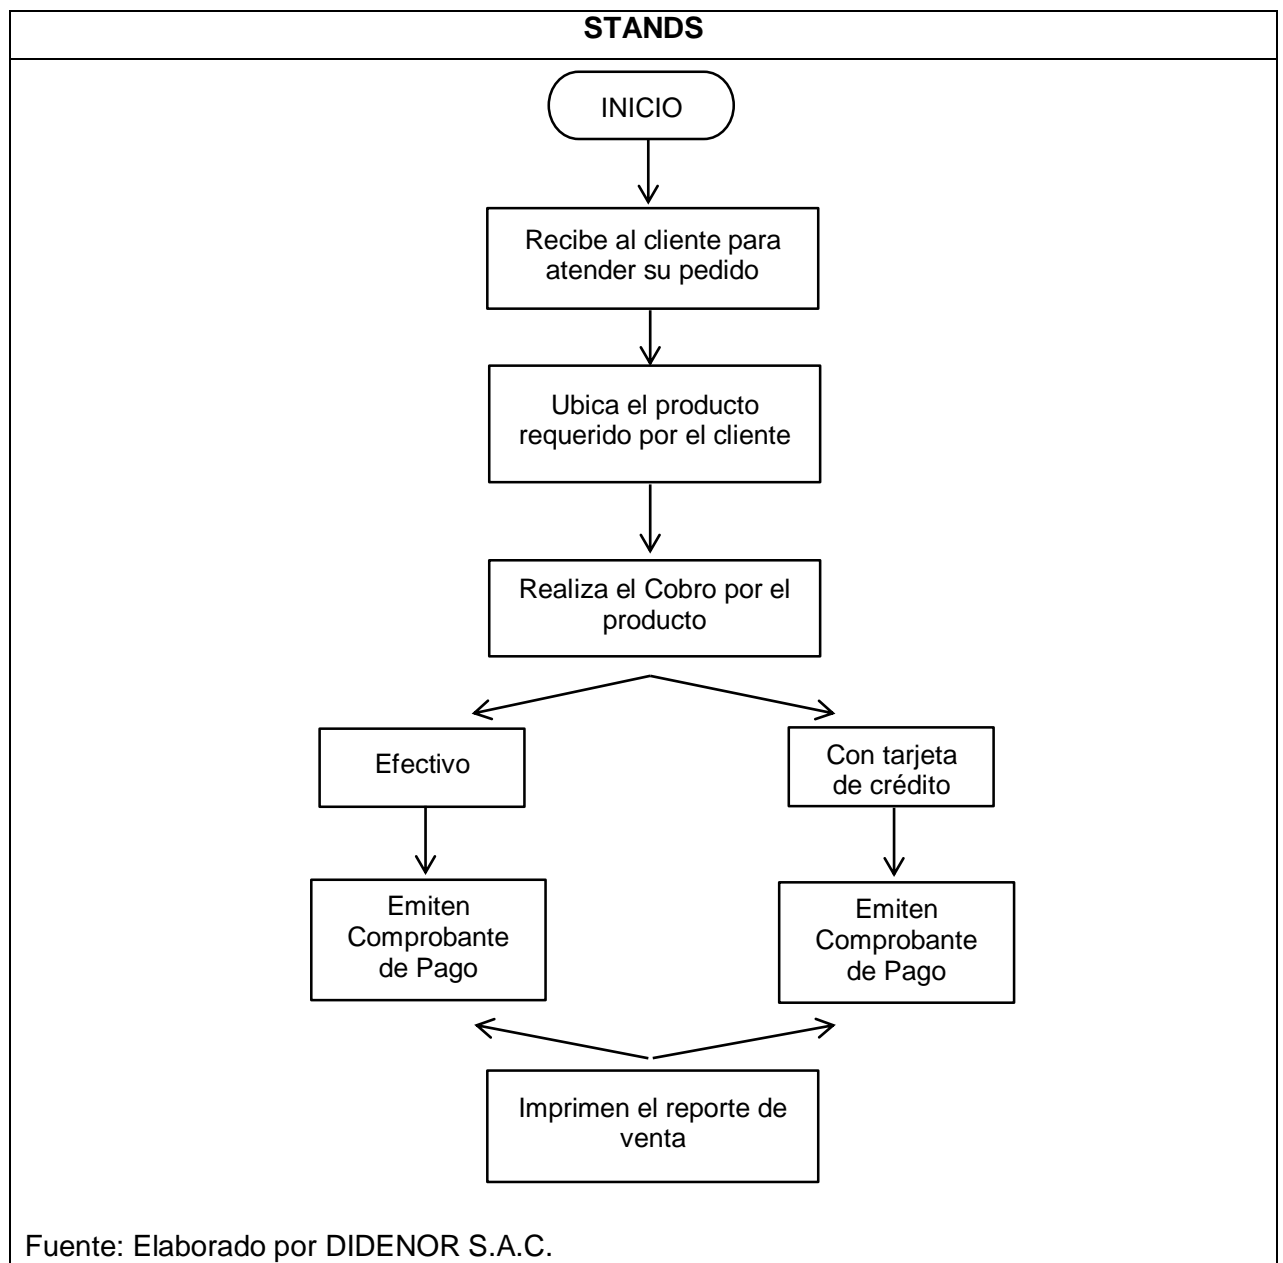 STANDS
INICIO
Recibe al cliente para
atender su pedido
Ubica el producto
requerido por el cliente
Realiza el Cobro por el
producto
Efectivo
Con tarjeta
de crédito
Emiten
Comprobante
de Pago
Emiten
Comprobante
de Pago
Imprimen el reporte de
venta
Fuente: Elaborado por DIDENOR S.A.C.